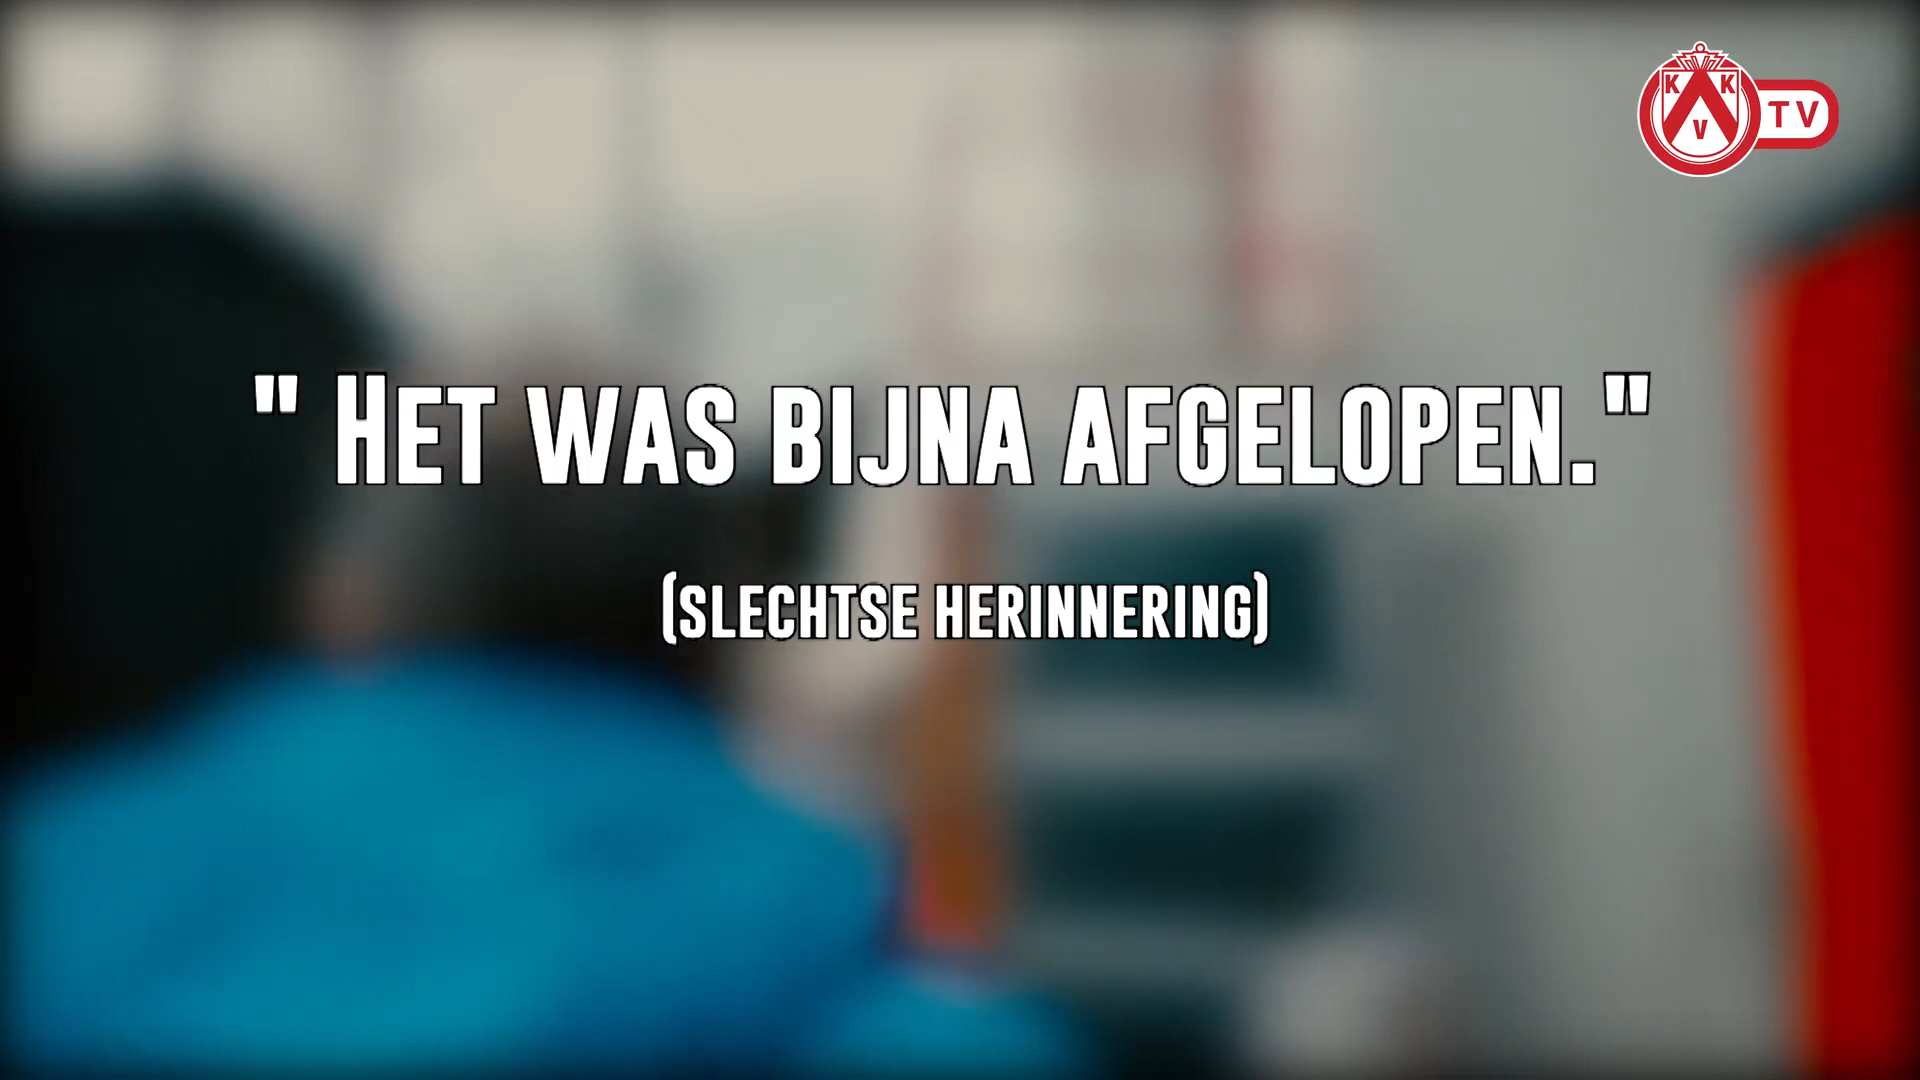 KVK TV
" Het was bijna afgelopen."
(slechtse herinnering)